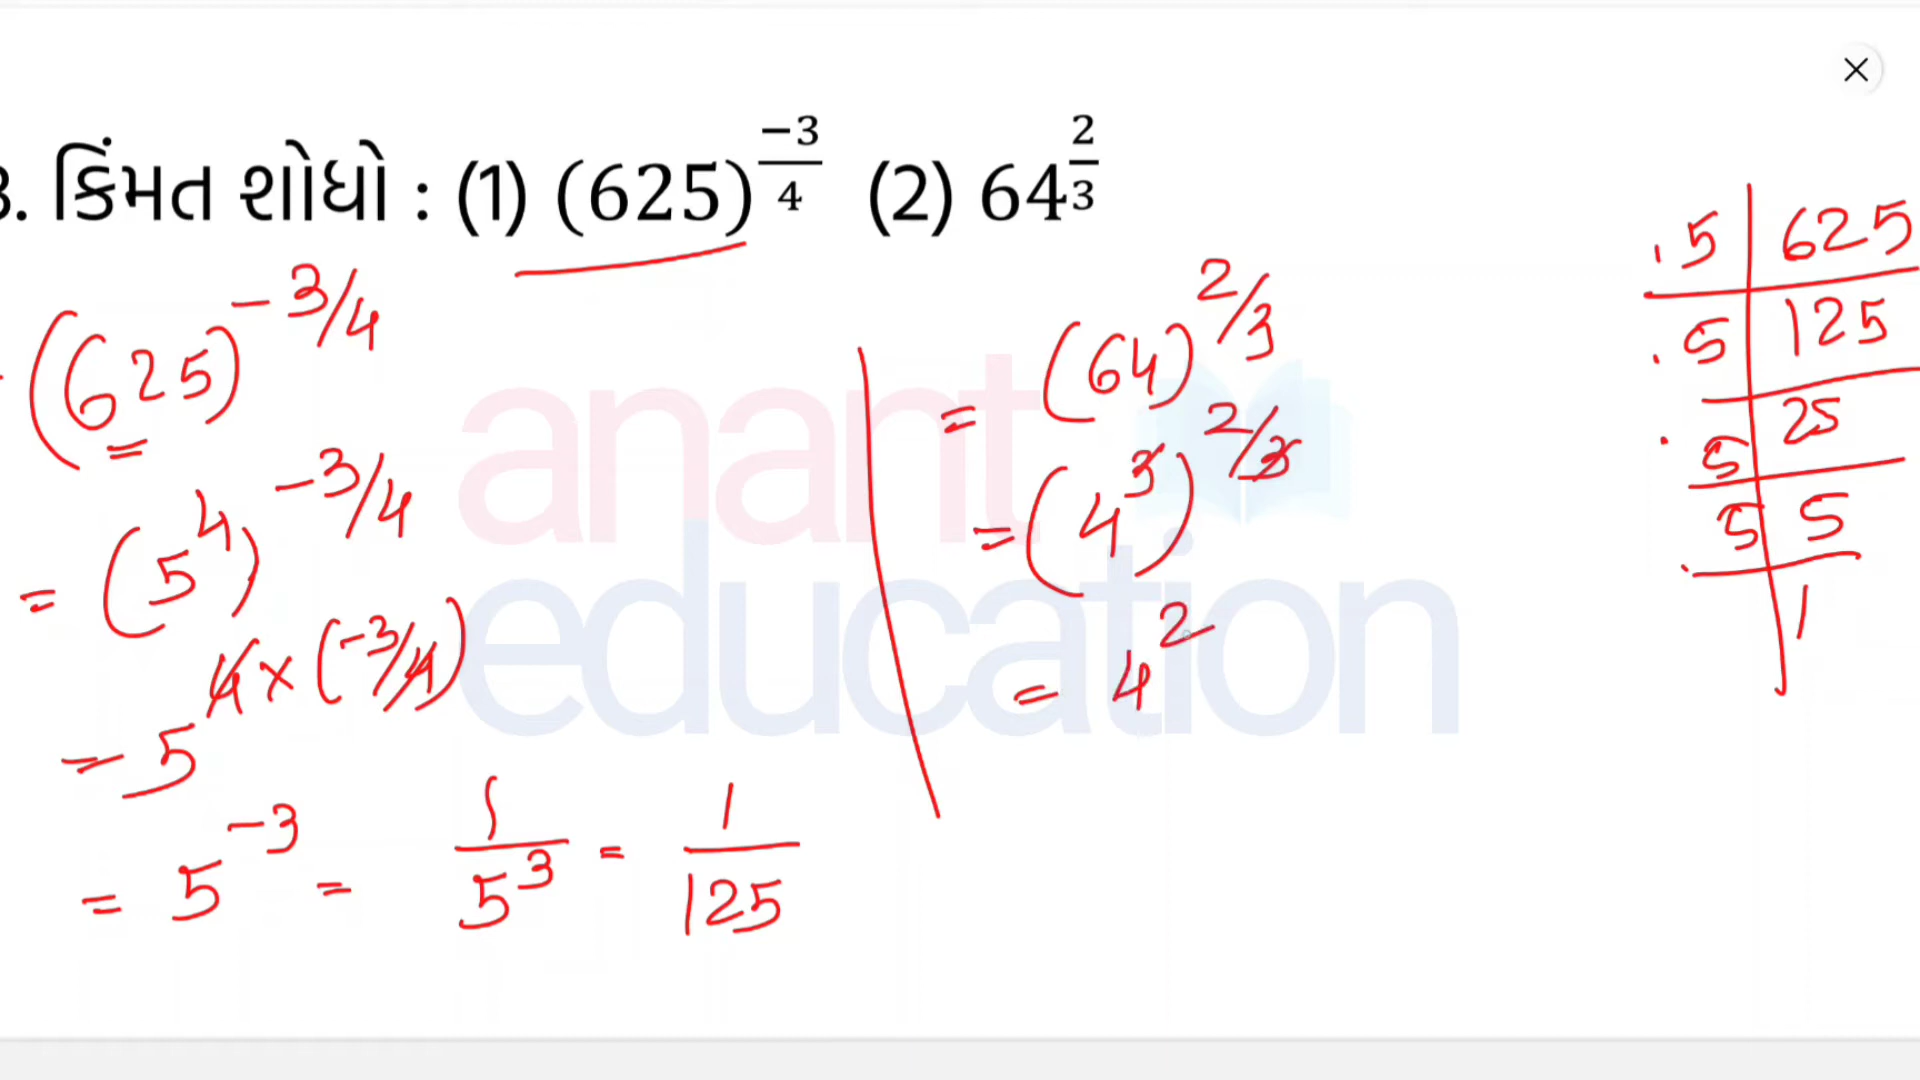 3. કિંમત શોધો : (1) (625)^(-3/4) (2) 64^(2/3)
(625)^(-3/4)
= (5^4)^(-3/4)
= 5^(4×(-3/4))
= 5^(-3) = 1/5^3 = 1/125
= (64)^(2/3)
= (4^3)^(2/3)
= 4^2
5 | 625
5 | 125
5 | 25
5 | 5
1
anant
education